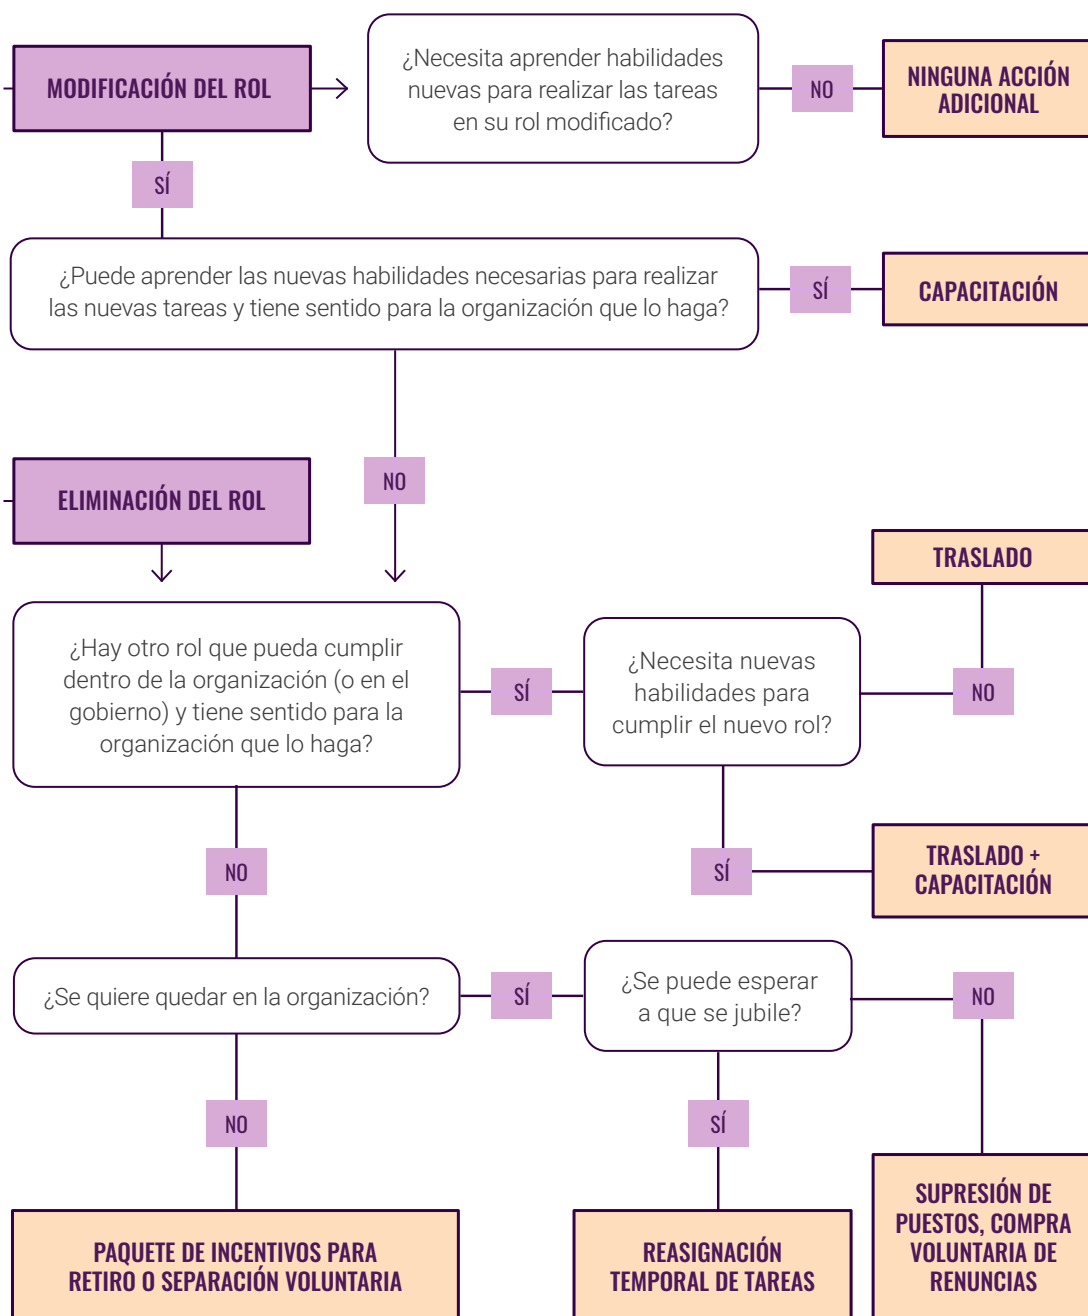 MODIFICACIÓN DEL ROL
¿Necesita aprender habilidades
nuevas para realizar las tareas
en su rol modificado?
NO
NINGUNA ACCIÓN
ADICIONAL
SÍ
¿Puede aprender las nuevas habilidades necesarias para realizar
las nuevas tareas y tiene sentido para la organización que lo haga?
SÍ
CAPACITACIÓN
NO
ELIMINACIÓN DEL ROL
¿Hay otro rol que pueda cumplir
dentro de la organización (o en el
gobierno) y tiene sentido para la
organización que lo haga?
SÍ
¿Necesita nuevas
habilidades para
cumplir el nuevo rol?
NO
TRASLADO
SÍ
TRASLADO +
CAPACITACIÓN
NO
¿Se quiere quedar en la organización?
SÍ
¿Se puede esperar
a que se jubile?
NO
NO
SÍ
PAQUETE DE INCENTIVOS PARA
RETIRO O SEPARACIÓN VOLUNTARIA
REASIGNACIÓN
TEMPORAL DE TAREAS
SUPRESIÓN DE
PUESTOS, COMPRA
VOLUNTARIA DE
RENUNCIAS